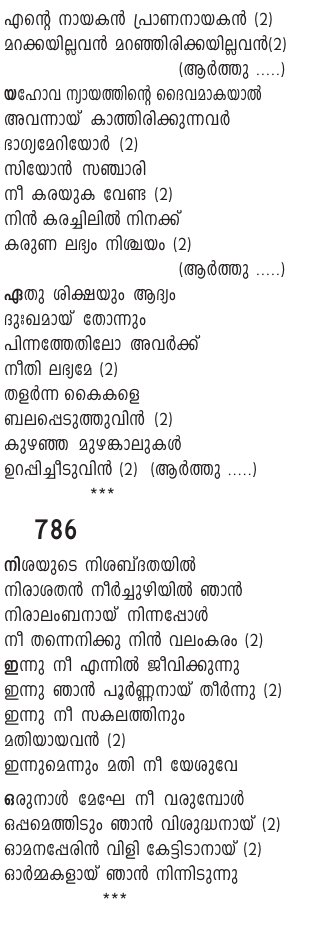 എന്റെ നായകൻ പ്രാണനായകൻ (2)
മറക്കയില്ലവൻ മറഞ്ഞിരിക്കയില്ലവൻ(2)
(ആർത്തു .....)
യഹോവ ന്യായത്തിന്റെ ദൈവമാകയാൽ
അവന്നായ് കാത്തിരിക്കുന്നവർ
ഭാഗ്യമേറിയോർ (2)
സിയോൻ സഞ്ചാരി
നീ കരയുക വേണ്ട (2)
നിൻ കരച്ചിലിൽ നിനക്ക്
കരുണ ലഭ്യം നിശ്ചയം (2)
(ആർത്തു .....)
ഏതു ശിക്ഷയും ആദ്യം
ദുഃഖമായ് തോന്നും
പിന്നത്തേതിലോ അവർക്ക്
നീതി ലഭ്യമേ (2)
തളർന്ന കൈകളെ
ബലപ്പെടുത്തുവിൻ (2)
കുഴഞ്ഞ മുഴങ്കാലുകൾ
ഉറപ്പിച്ചീടുവിൻ (2) (ആർത്തു .....)
***
786
നിശയുടെ നിശബ്ദതയിൽ
നിരാശതൻ നീർച്ചുഴിയിൽ ഞാൻ
നിരാലംബനായ് നിന്നപ്പോൾ
നീ തന്നെനിക്കു നിൻ വലംകരം (2)
ഇന്നു നീ എന്നിൽ ജീവിക്കുന്നു
ഇന്നു ഞാൻ പൂർണ്ണനായ് തീർന്നു (2)
ഇന്നു നീ സകലത്തിനും
മതിയായവൻ (2)
ഇന്നുമെന്നും മതി നീ യേശുവേ
ഒരുനാൾ മേഘേ നീ വരുമ്പോൾ
ഒപ്പമെത്തിടും ഞാൻ വിശുദ്ധനായ് (2)
ഓമനപ്പേരിൻ വിളി കേട്ടിടാനായ് (2)
ഓർമ്മകളായ് ഞാൻ നിന്നിടുന്നു
***